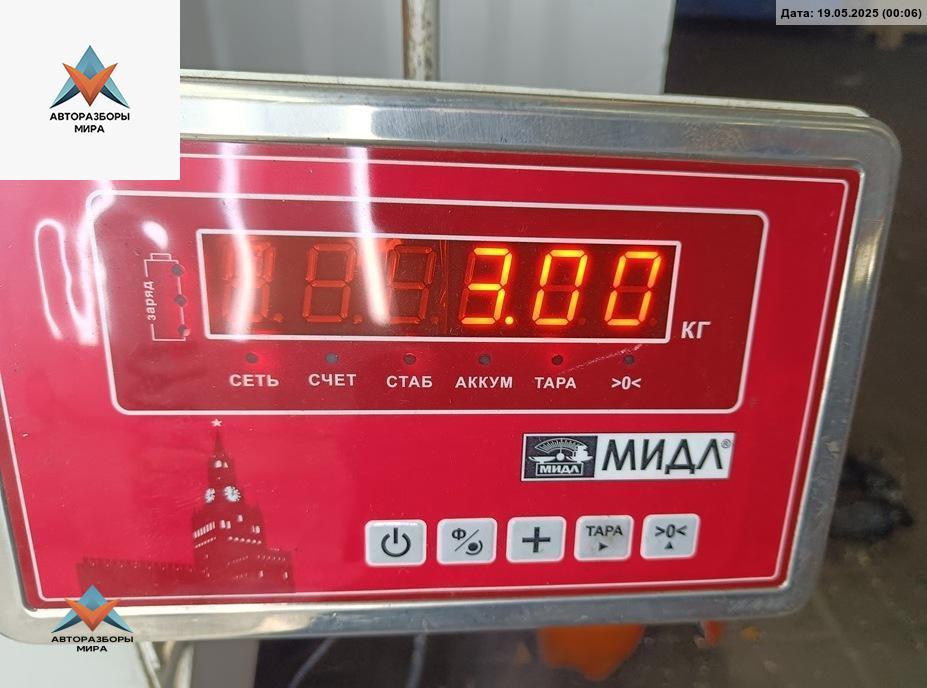 Дата: 19.05.2025 (00:06)
АВТОРАЗБОРЫ
МИРА
заряд
3.00
КГ
СЕТЬ СЧЕТ СТАБ АККУМ ТАРА >0<
МИДЛ МИДЛ®
Ф/ + ТАРА >0<
АВТОРАЗБОРЫ
МИРА